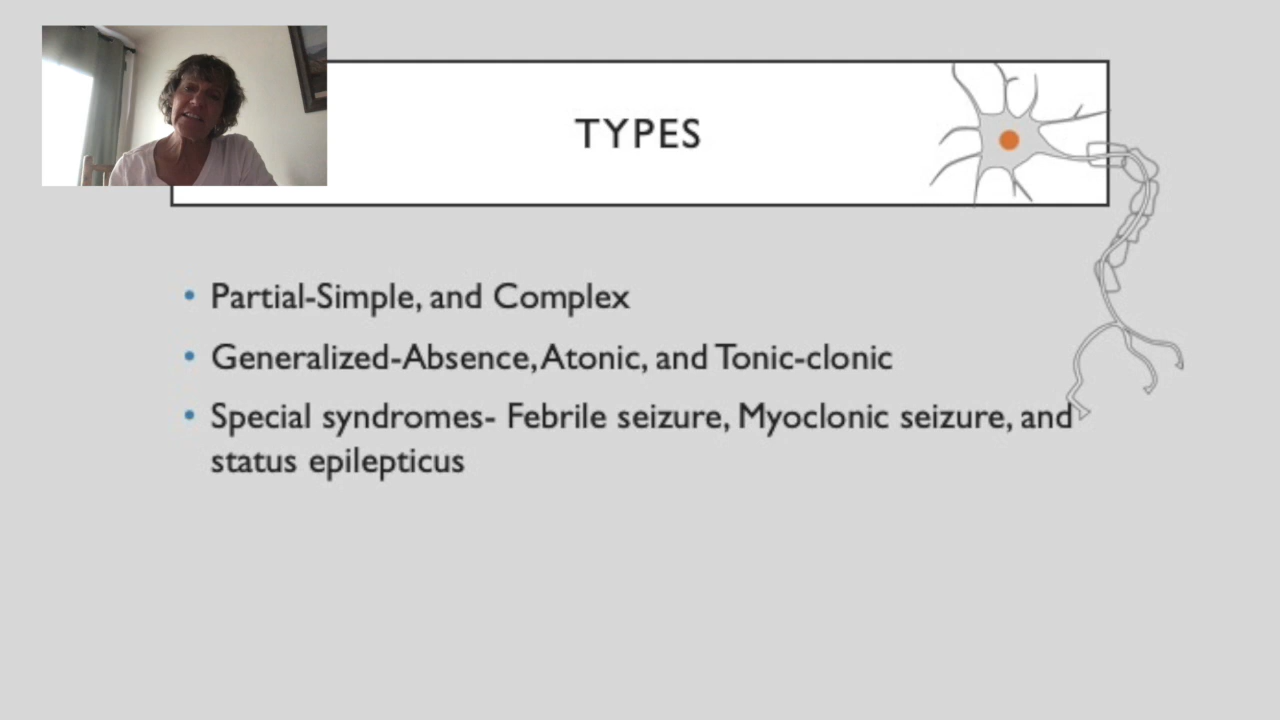 TYPES
• Partial-Simple, and Complex
• Generalized-Absence, Atonic, and Tonic-clonic
• Special syndromes- Febrile seizure, Myoclonic seizure, and
status epilepticus